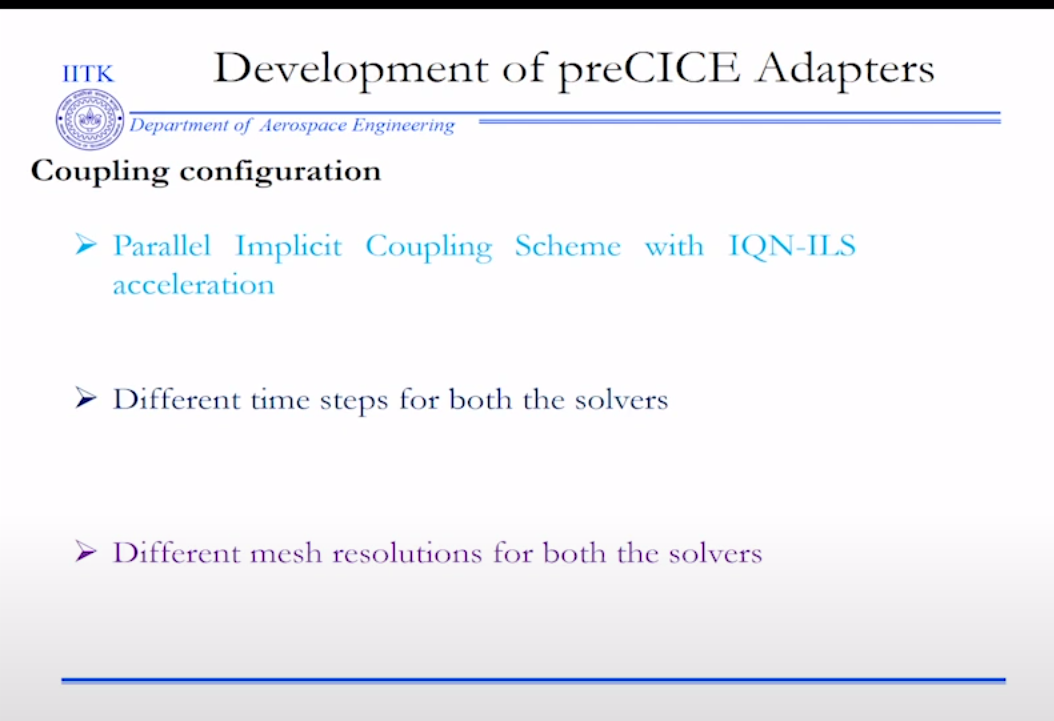 IITK
Development of preCICE Adapters
Department of Aerospace Engineering
Coupling configuration
➢ Parallel Implicit Coupling Scheme with IQN-ILS
acceleration
➢ Different time steps for both the solvers
➢ Different mesh resolutions for both the solvers